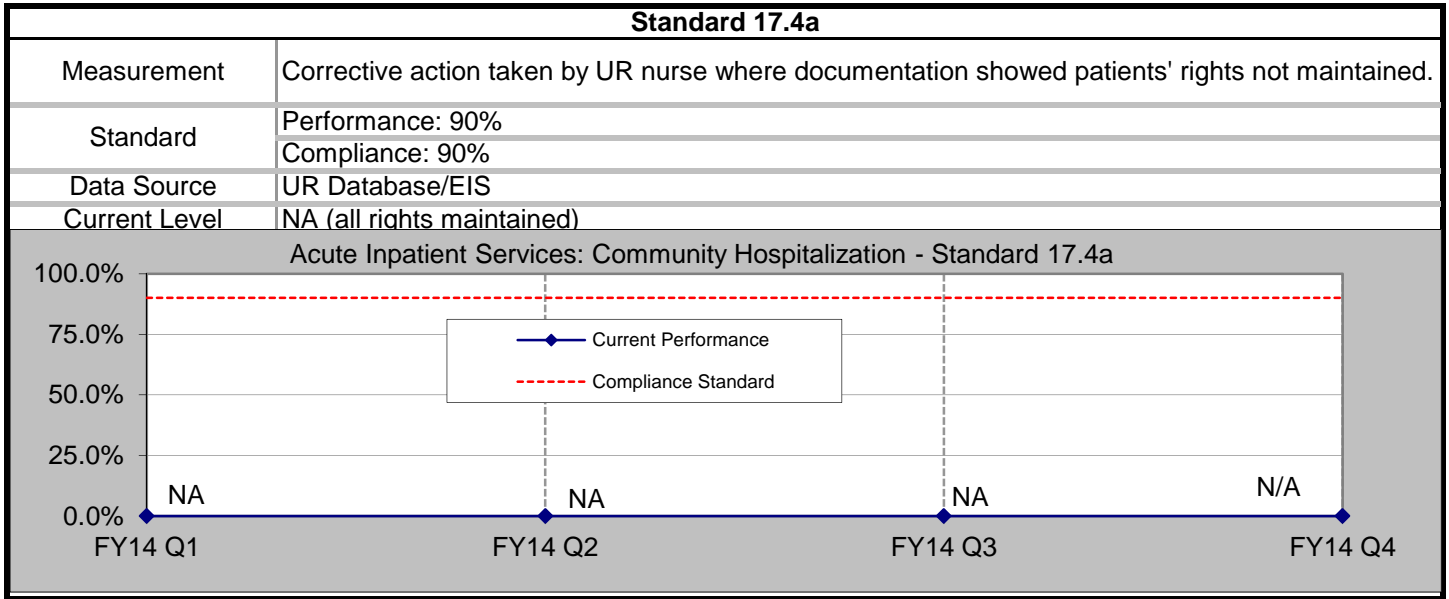 Standard 17.4a
Measurement
Corrective action taken by UR nurse where documentation showed patients' rights not maintained.
Standard
Performance: 90%
Compliance: 90%
Data Source
UR Database/EIS
Current Level
NA (all rights maintained)
Acute Inpatient Services: Community Hospitalization - Standard 17.4a
100.0%
75.0%
50.0%
25.0%
0.0%
Current Performance
Compliance Standard
NA
NA
NA
N/A
FY14 Q1
FY14 Q2
FY14 Q3
FY14 Q4